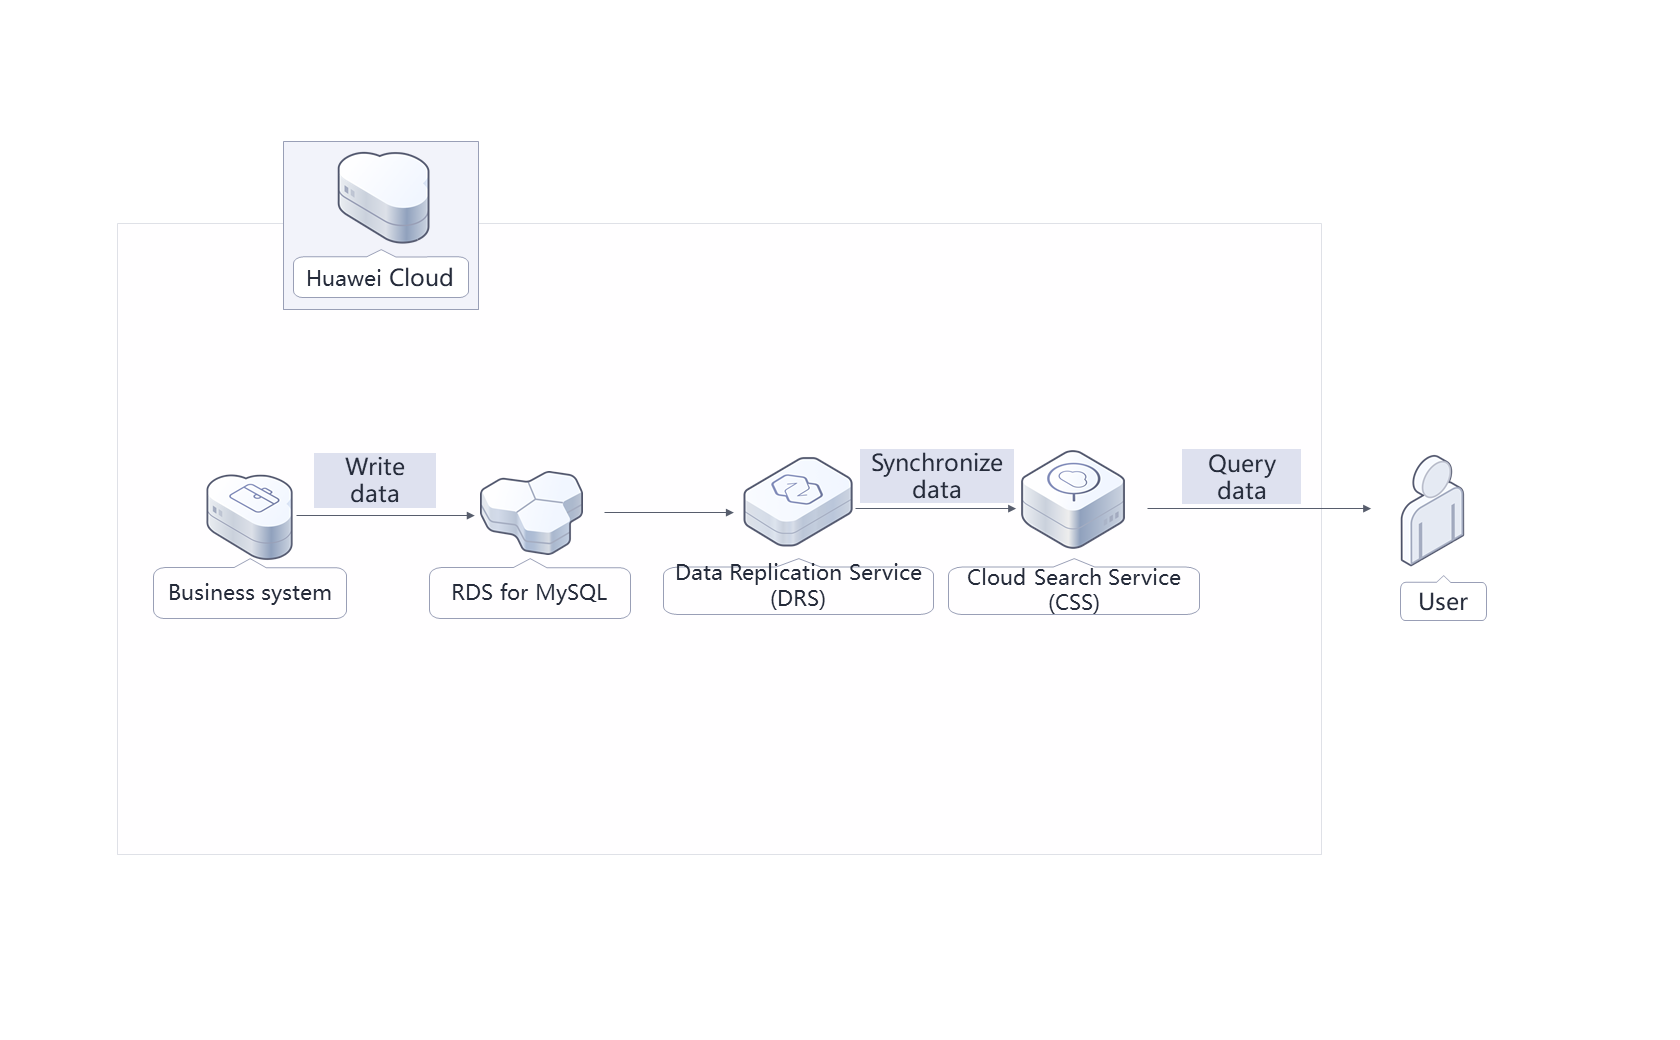 Huawei Cloud
Write
data
Synchronize
data
Query
data
Business system
RDS for MySQL
Data Replication Service
(DRS)
Cloud Search Service
(CSS)
User